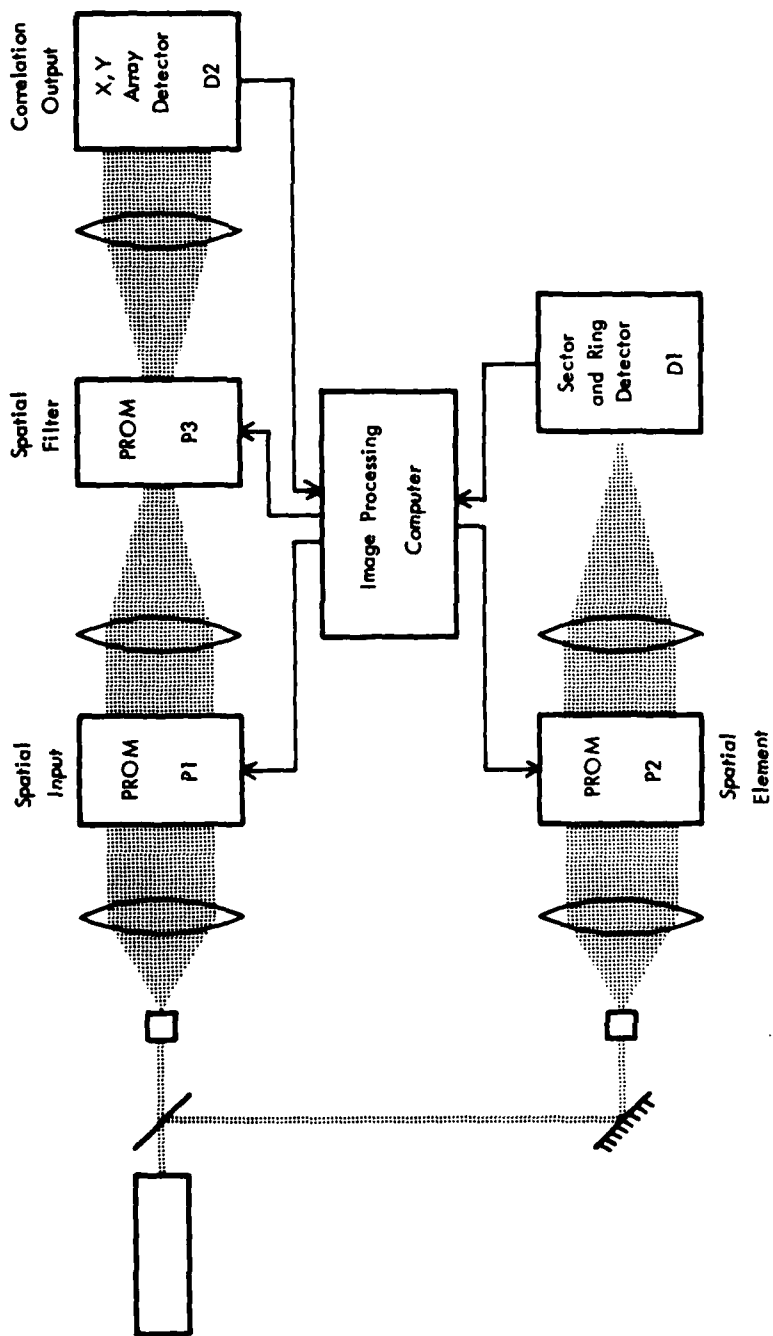 Spatial
Input
PROM
P1
Spatial
Filter
PROM
P3
Correlation
Output
X,Y
Array
Detector
D2
Image Processing
Computer
PROM
P2
Spatial
Element
Sector
and Ring
Detector
D1